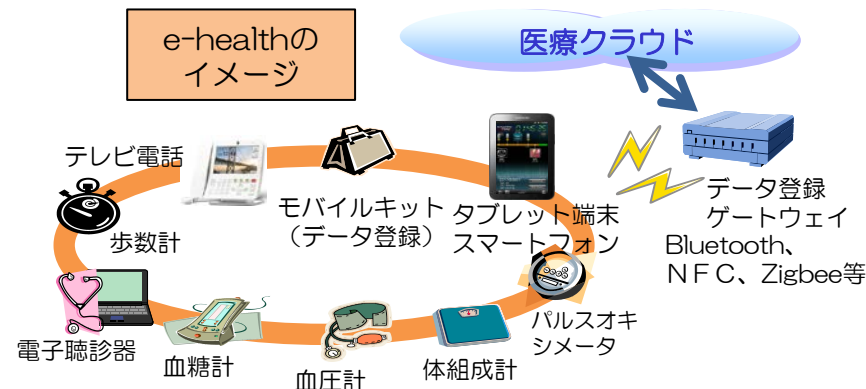 e-healthの
イメージ
医療クラウド
テレビ電話
歩数計
モバイルキット
（データ登録）
タブレット端末
スマートフォン
データ登録
ゲートウェイ
Bluetooth、
ＮＦＣ、Zigbee等
パルスオキ
シメータ
電子聴診器
血糖計
血圧計
体組成計